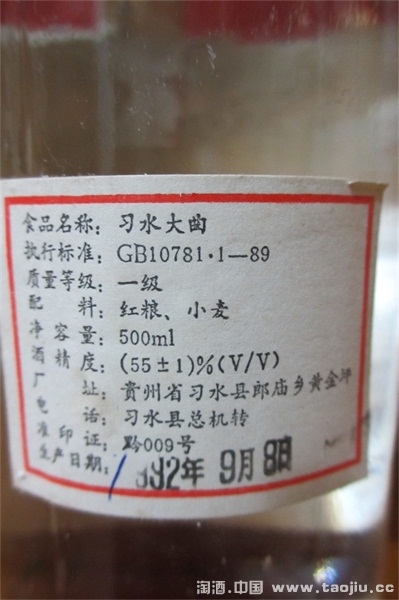 食品名称：习水大曲
执行标准：GB10781·1—89
质量等级：一级
配料：红粮、小麦
净容量：500ml
酒精度：(55±1)%(V/V)
厂址：贵州省习水县郎庙乡黄金坪
电话：习水县总机转
准印证：黔009号
生产日期：1992年9月8日
淘酒.中国 www.taojiu.cc